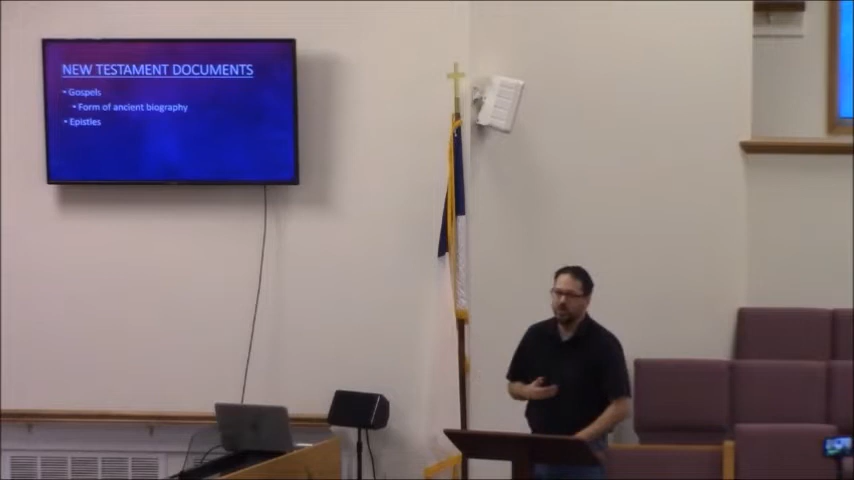 NEW TESTAMENT DOCUMENTS
Gospels
Form of ancient biography
Epistles